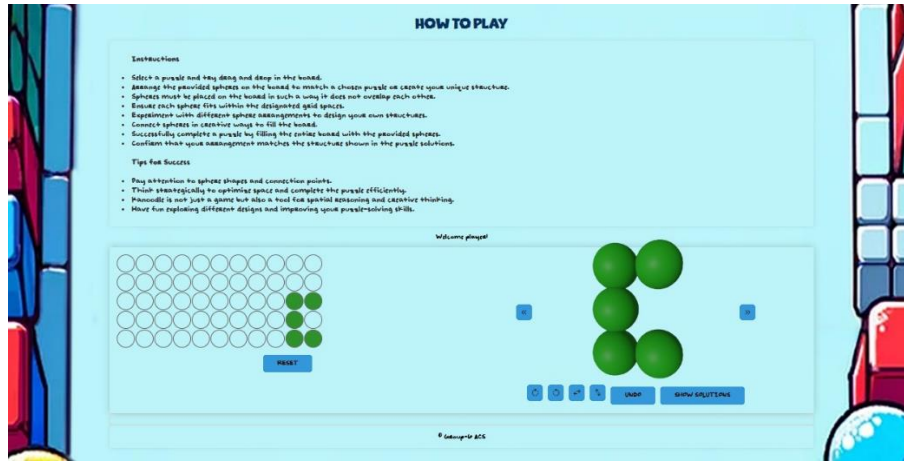 HOW TO PLAY
Instructions
• Select a puzzle and try drag and drop in the board.
• Arrange the provided spheres on the board to match a chosen puzzle or create your unique structure.
• Spheres must be placed on the board in such a way it does not overlap each other.
• Ensure each sphere fits within the designated grid spaces.
• Experiment with different sphere arrangements to design your own structures.
• Connect spheres in creative ways to fill the board.
• Successfully complete a puzzle by filling the entire board with the provided spheres.
• Confirm that your arrangement matches the structure shown in the puzzle solutions.
Tips for Success
• Pay attention to sphere shapes and connection points.
• Think strategically to optimize space and complete the puzzle efficiently.
• Kanoodle is not just a game but also a tool for spatial reasoning and creative thinking.
• Have fun exploring different designs and improving your puzzle-solving skills.
Welcome player!
« »
RESET
UNDO SHOW SOLUTIONS